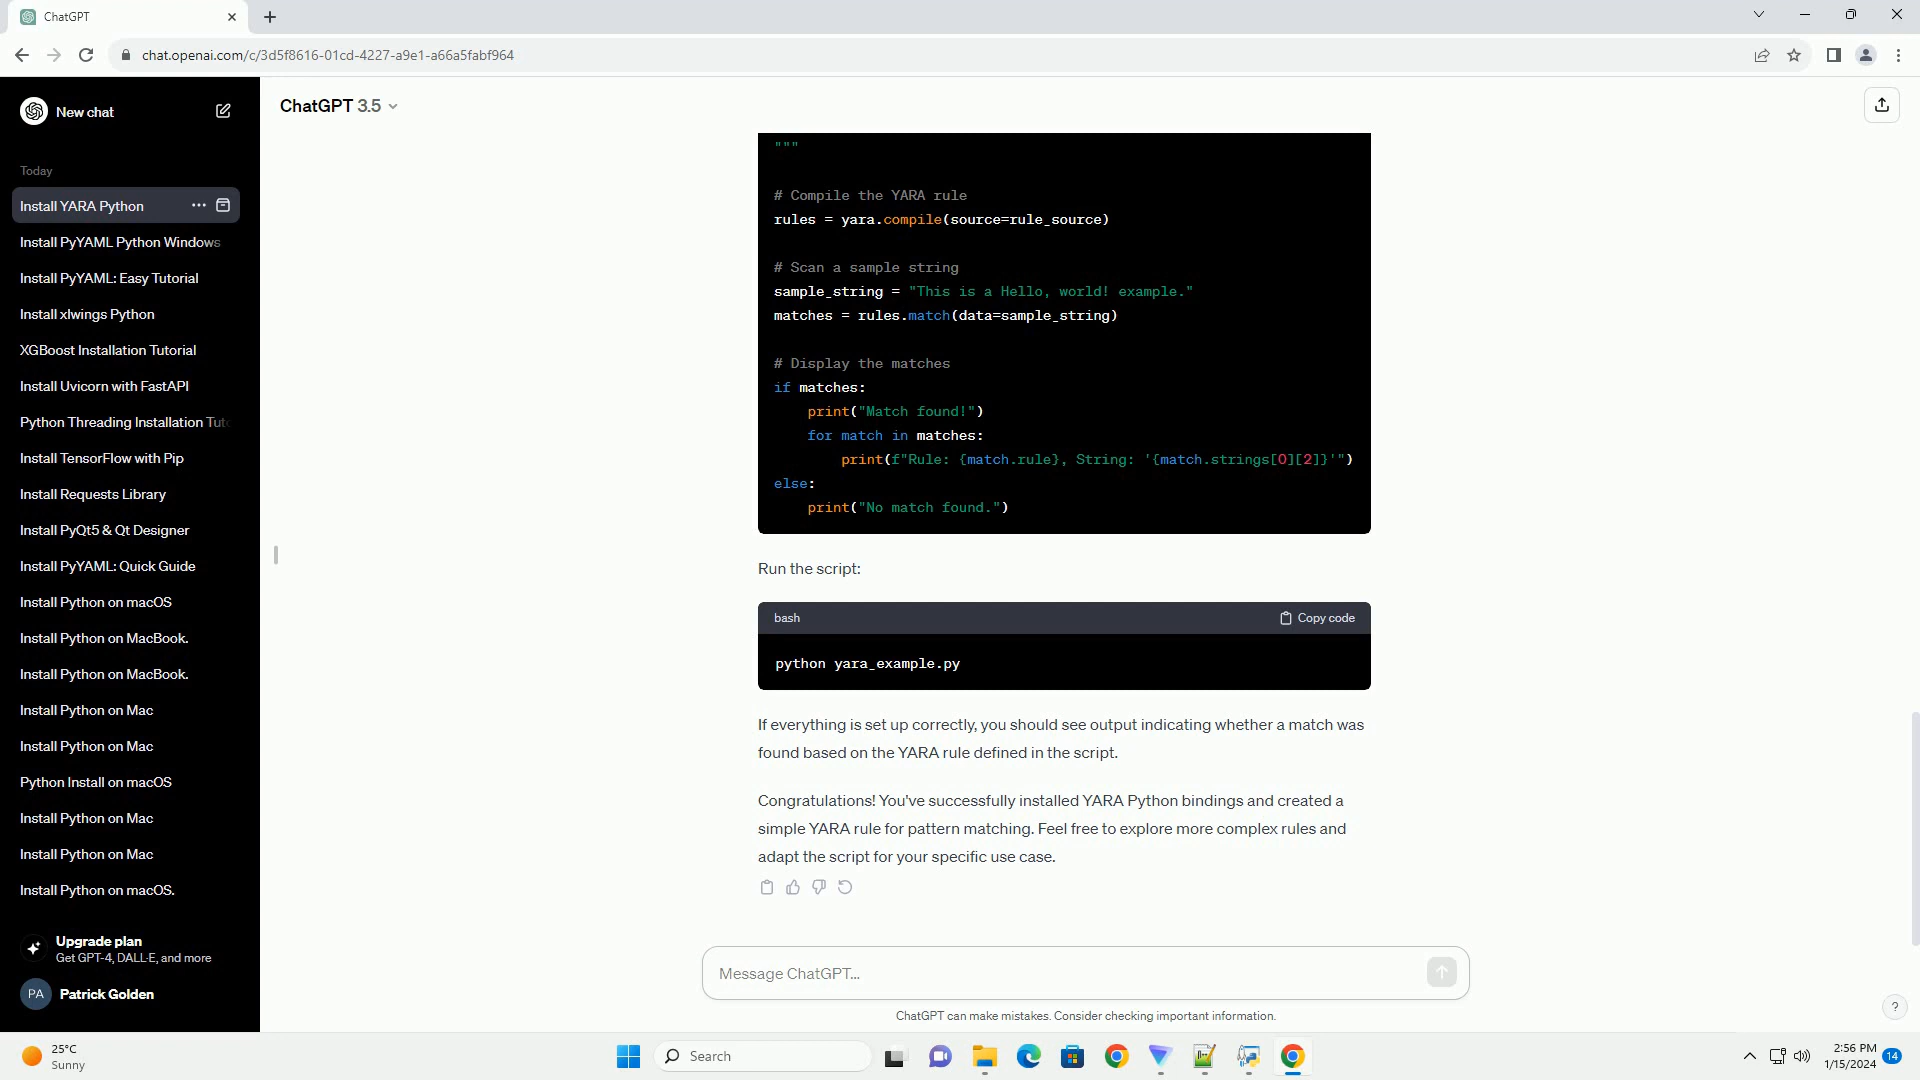 ChatGPT
chat.openai.com/c/3d5f8616-01cd-4227-a9e1-a66a5fabf964
New chat
ChatGPT 3.5
Today
Install YARA Python
Install PyYAML Python Windows
Install PyYAML: Easy Tutorial
Install xlwings Python
XGBoost Installation Tutorial
Install Uvicorn with FastAPI
Python Threading Installation Tuto
Install TensorFlow with Pip
Install Requests Library
Install PyQt5 & Qt Designer
Install PyYAML: Quick Guide
Install Python on macOS
Install Python on MacBook.
Install Python on MacBook.
Install Python on Mac
Install Python on Mac
Python Install on macOS
Install Python on Mac
Install Python on Mac
Install Python on macOS.
Upgrade plan
Get GPT-4, DALL·E, and more
PA
Patrick Golden
"""
# Compile the YARA rule
rules = yara.compile(source=rule_source)
# Scan a sample string
sample_string = "This is a Hello, world! example."
matches = rules.match(data=sample_string)
# Display the matches
if matches:
    print("Match found!")
    for match in matches:
        print(f"Rule: {match.rule}, String: '{match.strings[0][2]}'")
else:
    print("No match found.")
Run the script:
bash
Copy code
python yara_example.py
If everything is set up correctly, you should see output indicating whether a match was
found based on the YARA rule defined in the script.
Congratulations! You've successfully installed YARA Python bindings and created a
simple YARA rule for pattern matching. Feel free to explore more complex rules and
adapt the script for your specific use case.
Message ChatGPT...
ChatGPT can make mistakes. Consider checking important information.
?
25°C
Sunny
Search
2:56 PM
1/15/2024
14